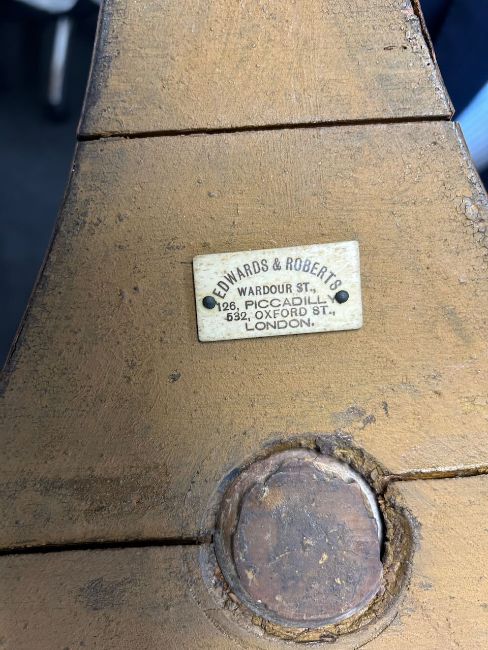 EDWARDS & ROBERTS
WARDOUR ST.,
126, PICCADILLY
532, OXFORD ST.,
LONDON.